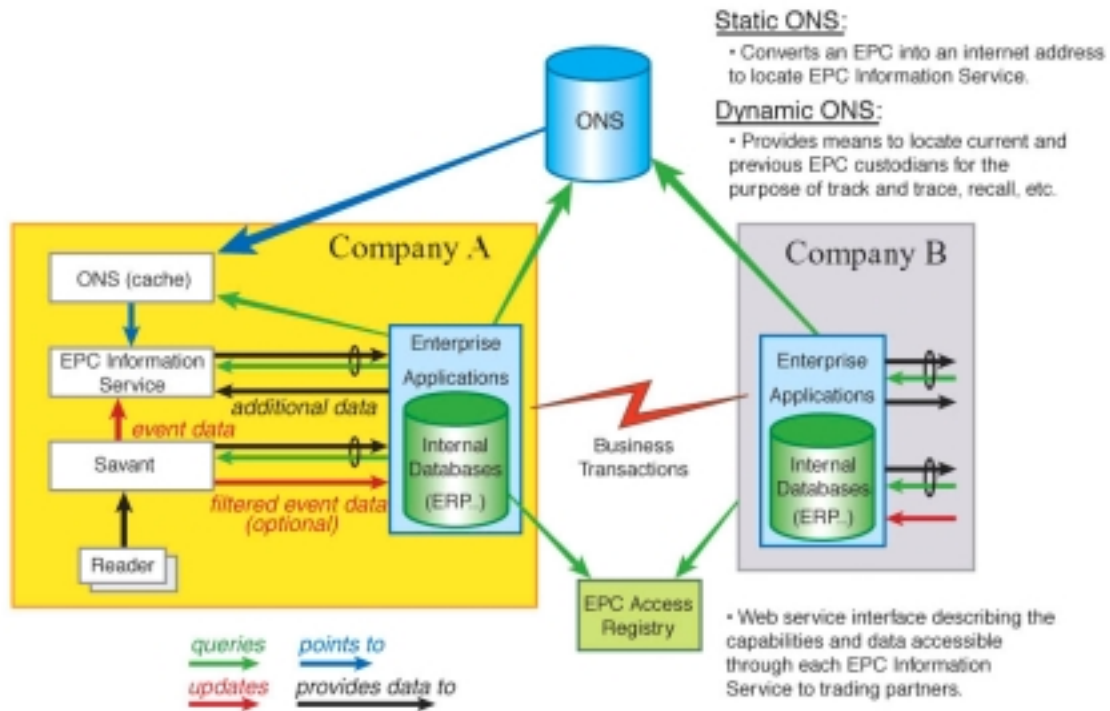 Static ONS:
• Converts an EPC into an internet address
to locate EPC Information Service.
ONS
Dynamic ONS:
• Provides means to locate current and
previous EPC custodians for the
purpose of track and trace, recall, etc.
Company A
ONS (cache)
EPC Information
Service
additional data
event data
Savant
filtered event data
(optional)
Reader
Enterprise
Applications
Internal
Databases
(ERP..)
Business
Transactions
Company B
Enterprise
Applications
Internal
Databases
(ERP..)
EPC Access
Registry
• Web service interface describing the
capabilities and data accessible
through each EPC Information
Service to trading partners.
queries
points to
updates
provides data to